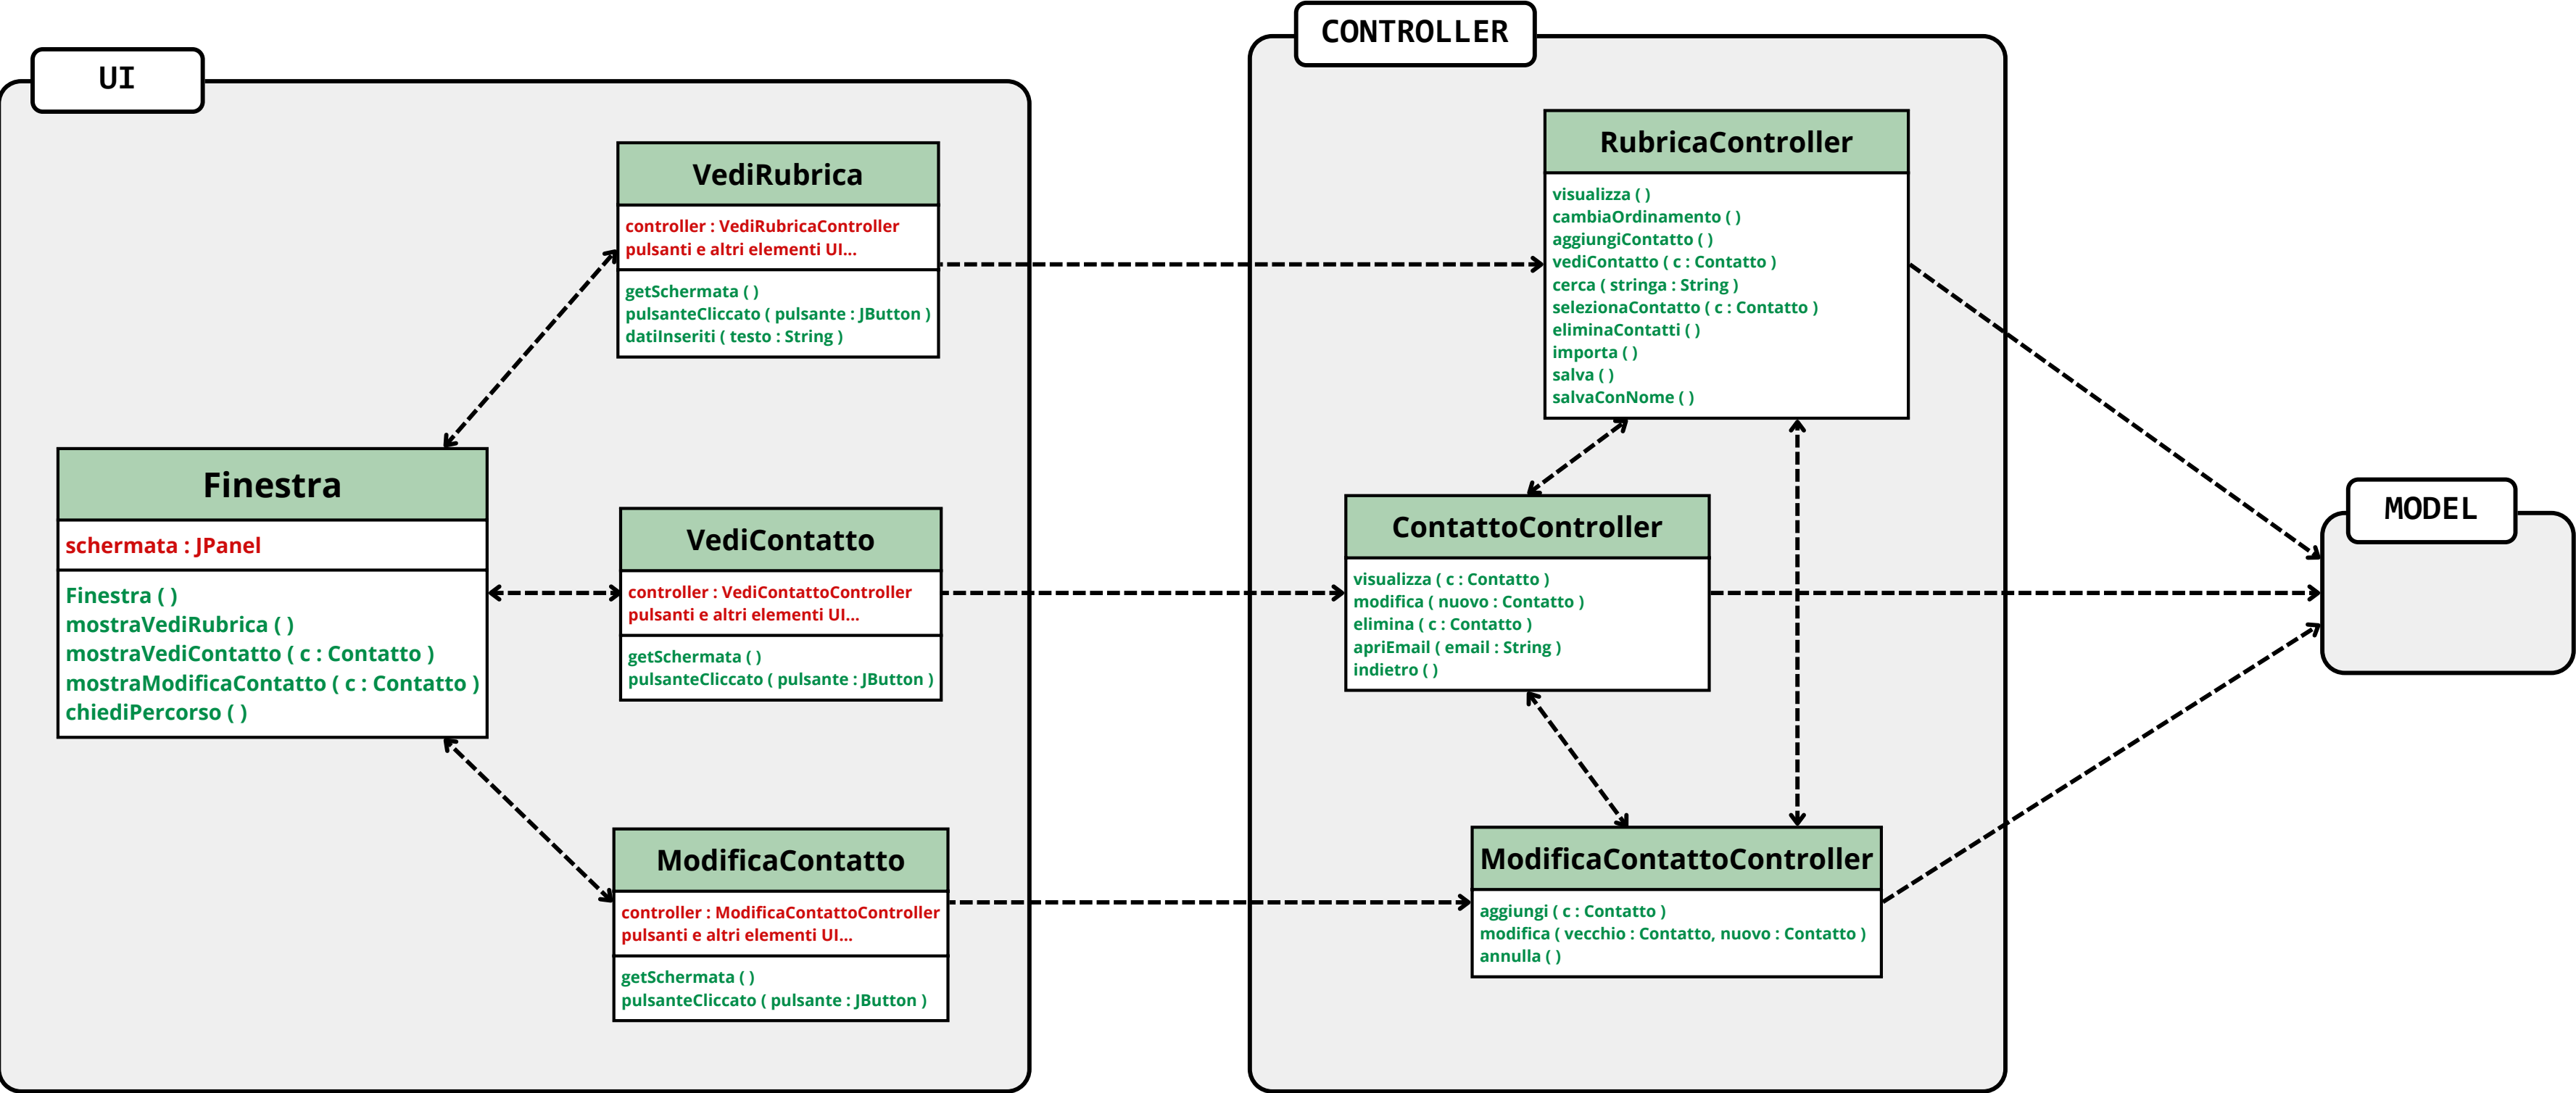 UI
VediRubrica
controller : VediRubricaController
pulsanti e altri elementi UI...
getSchermata ( )
pulsanteCliccato ( pulsante : JButton )
datiInseriti ( testo : String )
Finestra
schermata : JPanel
Finestra ( )
mostraVediRubrica ( )
mostraVediContatto ( c : Contatto )
mostraModificaContatto ( c : Contatto )
chiediPercorso ( )
VediContatto
controller : VediContattoController
pulsanti e altri elementi UI...
getSchermata ( )
pulsanteCliccato ( pulsante : JButton )
ModificaContatto
controller : ModificaContattoController
pulsanti e altri elementi UI...
getSchermata ( )
pulsanteCliccato ( pulsante : JButton )
CONTROLLER
RubricaController
visualizza ( )
cambiaOrdinamento ( )
aggiungiContatto ( )
vediContatto ( c : Contatto )
cerca ( stringa : String )
selezionaContatto ( c : Contatto )
eliminaContatti ( )
importa ( )
salva ( )
salvaConNome ( )
ContattoController
visualizza ( c : Contatto )
modifica ( nuovo : Contatto )
elimina ( c : Contatto )
apriEmail ( email : String )
indietro ( )
ModificaContattoController
aggiungi ( c : Contatto )
modifica ( vecchio : Contatto, nuovo : Contatto )
annulla ( )
MODEL